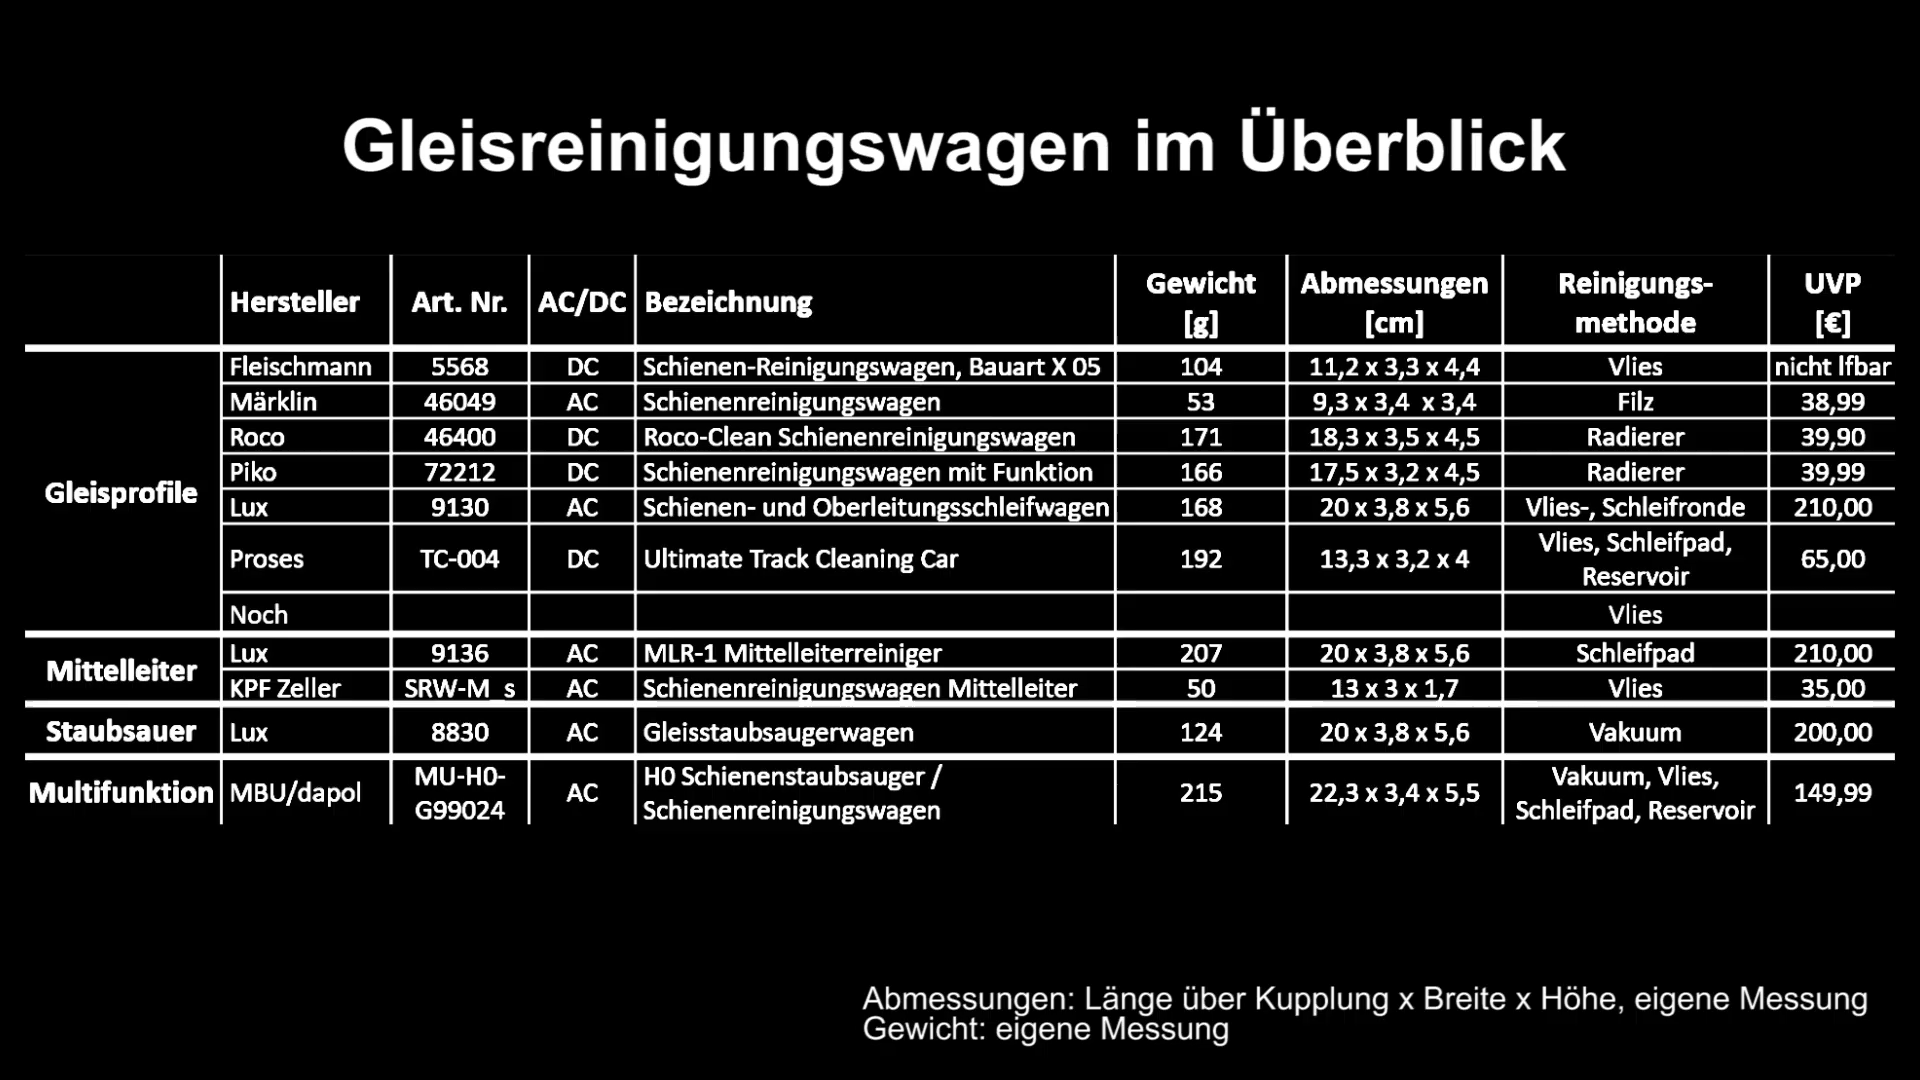 Gleisreinigungswagen im Überblick
Hersteller Art. Nr. AC/DC Bezeichnung Gewicht [g] Abmessungen [cm] Reinigungs-methode UVP [€]
Gleisprofile
Fleischmann 5568 DC Schienen-Reinigungswagen, Bauart X 05 104 11,2 x 3,3 x 4,4 Vlies nicht lfbar
Märklin 46049 AC Schienenreinigungswagen 53 9,3 x 3,4 x 3,4 Filz 38,99
Roco 46400 DC Roco-Clean Schienenreinigungswagen 171 18,3 x 3,5 x 4,5 Radierer 39,90
Piko 72212 DC Schienenreinigungswagen mit Funktion 166 17,5 x 3,2 x 4,5 Radierer 39,99
Lux 9130 AC Schienen- und Oberleitungsschleifwagen 168 20 x 3,8 x 5,6 Vlies-, Schleifronde 210,00
Proses TC-004 DC Ultimate Track Cleaning Car 192 13,3 x 3,2 x 4 Vlies, Schleifpad, Reservoir 65,00
Noch Vlies
Mittelleiter
Lux 9136 AC MLR-1 Mittelleiterreiniger 207 20 x 3,8 x 5,6 Schleifpad 210,00
KPF Zeller SRW-M_s AC Schienenreinigungswagen Mittelleiter 50 13 x 3 x 1,7 Vlies 35,00
Staubsauer Lux 8830 AC Gleisstaubsaugerwagen 124 20 x 3,8 x 5,6 Vakuum 200,00
Multifunktion MBU/dapol MU-H0-G99024 AC H0 Schienenstaubsauger / Schienenreinigungswagen 215 22,3 x 3,4 x 5,5 Vakuum, Vlies, Schleifpad, Reservoir 149,99
Abmessungen: Länge über Kupplung x Breite x Höhe, eigene Messung
Gewicht: eigene Messung